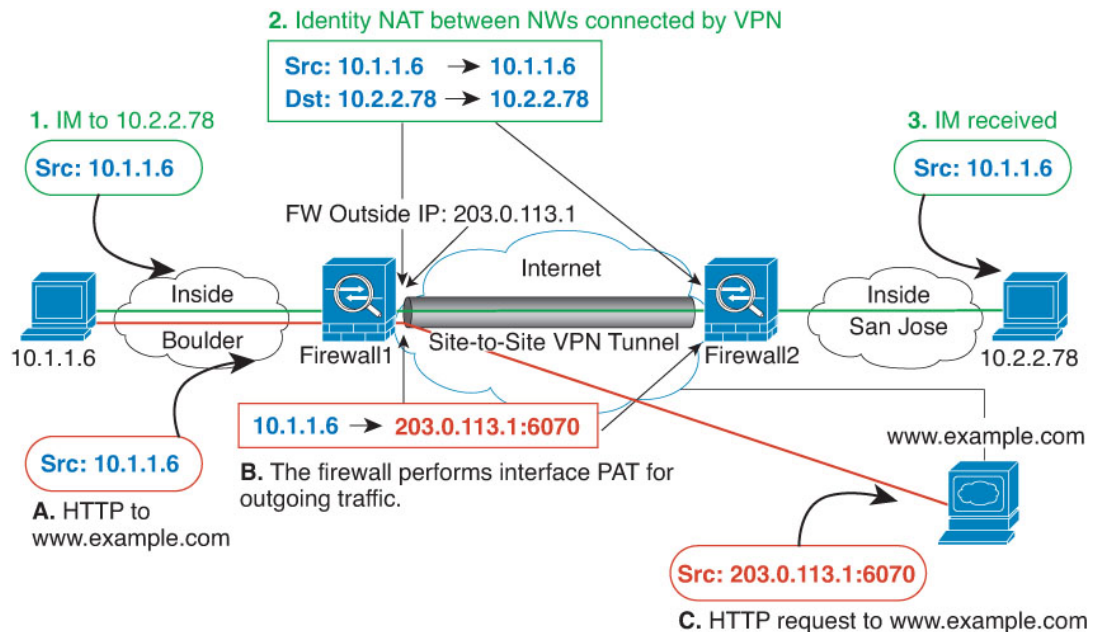 2. Identity NAT between NWs connected by VPN
Src: 10.1.1.6 → 10.1.1.6
Dst: 10.2.2.78 → 10.2.2.78
1. IM to 10.2.2.78
Src: 10.1.1.6
3. IM received
Src: 10.1.1.6
FW Outside IP: 203.0.113.1
Internet
Inside
Boulder
Inside
San Jose
10.1.1.6
Firewall1
Site-to-Site VPN Tunnel
Firewall2
10.2.2.78
10.1.1.6 → 203.0.113.1:6070
B. The firewall performs interface PAT for
outgoing traffic.
Src: 10.1.1.6
A. HTTP to
www.example.com
www.example.com
Src: 203.0.113.1:6070
C. HTTP request to www.example.com